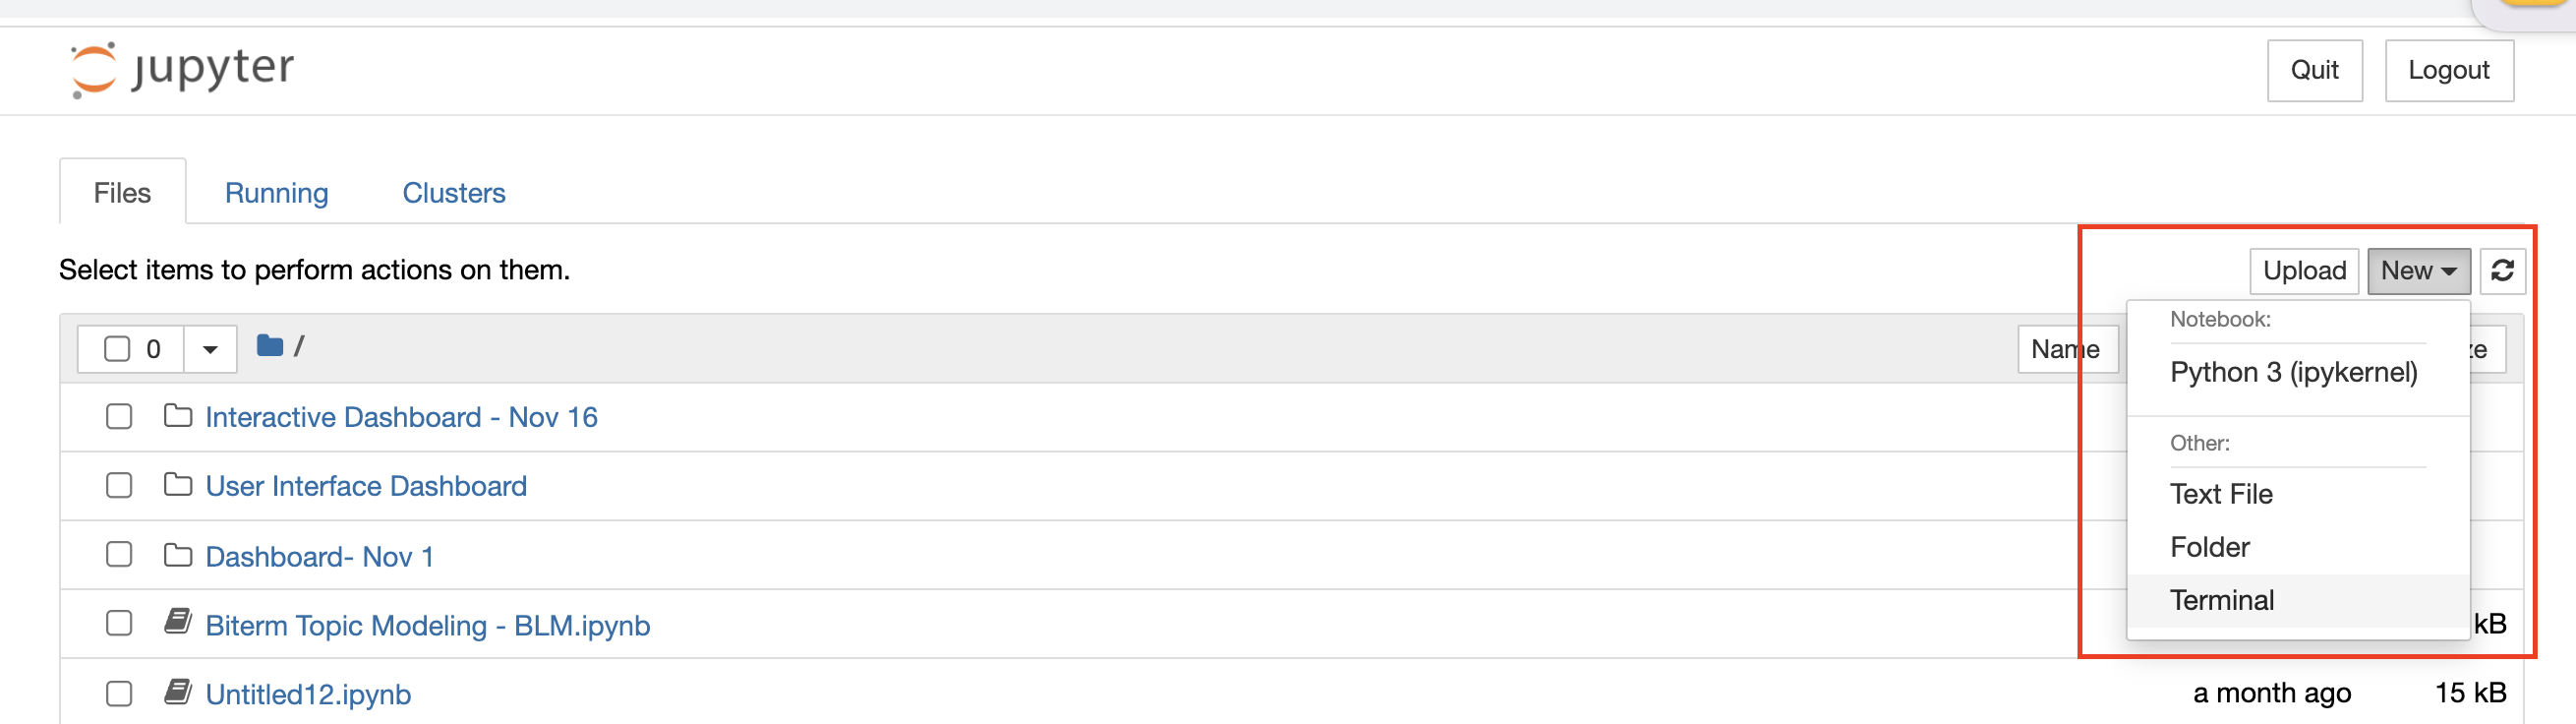 jupyter
Quit
Logout
Files
Running
Clusters
Select items to perform actions on them.
Upload
New
0
/
Name
ze
Notebook:
Python 3 (ipykernel)
Other:
Text File
Folder
Terminal
Interactive Dashboard - Nov 16
User Interface Dashboard
Dashboard- Nov 1
Biterm Topic Modeling - BLM.ipynb
kB
Untitled12.ipynb
a month ago
15 kB